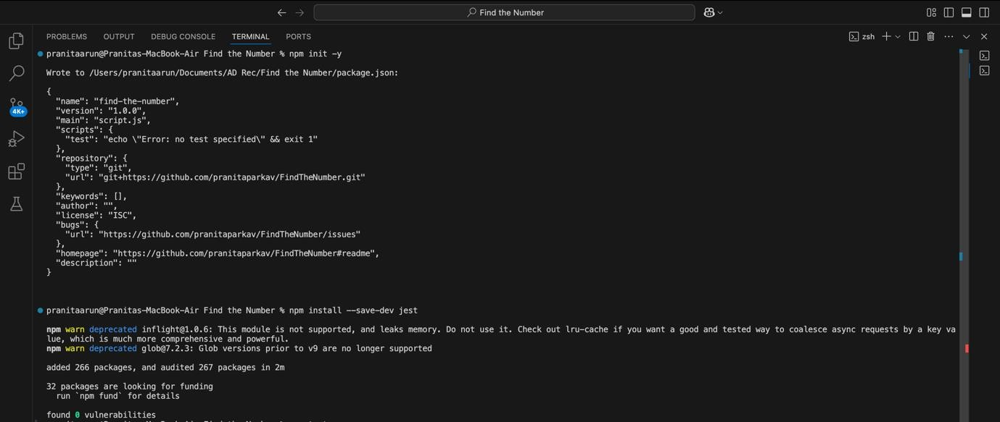 Find the Number
PROBLEMS OUTPUT DEBUG CONSOLE TERMINAL PORTS
zsh
4K+
pranitaarun@Pranitas-MacBook-Air Find the Number % npm init -y
Wrote to /Users/pranitaarun/Documents/AD Rec/Find the Number/package.json:
{
"name": "find-the-number",
"version": "1.0.0",
"main": "script.js",
"scripts": {
"test": "echo \"Error: no test specified\" && exit 1"
},
"repository": {
"type": "git",
"url": "git+https://github.com/pranitaparkav/FindTheNumber.git"
},
"keywords": [],
"author": "",
"license": "ISC",
"bugs": {
"url": "https://github.com/pranitaparkav/FindTheNumber/issues"
},
"homepage": "https://github.com/pranitaparkav/FindTheNumber#readme",
"description": ""
}
pranitaarun@Pranitas-MacBook-Air Find the Number % npm install --save-dev jest
npm warn deprecated inflight@1.0.6: This module is not supported, and leaks memory. Do not use it. Check out lru-cache if you want a good and tested way to coalesce async requests by a key va
lue, which is much more comprehensive and powerful.
npm warn deprecated glob@7.2.3: Glob versions prior to v9 are no longer supported
added 266 packages, and audited 267 packages in 2m
32 packages are looking for funding
run `npm fund` for details
found 0 vulnerabilities